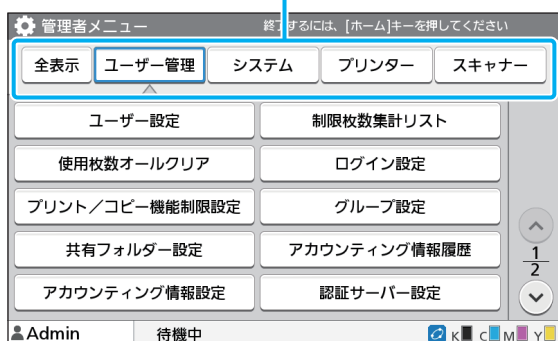 管理者メニュー 終了するには、[ホーム]キーを押してください
全表示 ユーザー管理 システム プリンター スキャナー
ユーザー設定 制限枚数集計リスト
使用枚数オールクリア ログイン設定
プリント／コピー機能制限設定 グループ設定
共有フォルダー設定 アカウンティング情報履歴
1
2
アカウンティング情報設定 認証サーバー設定
Admin 待機中 K C M Y